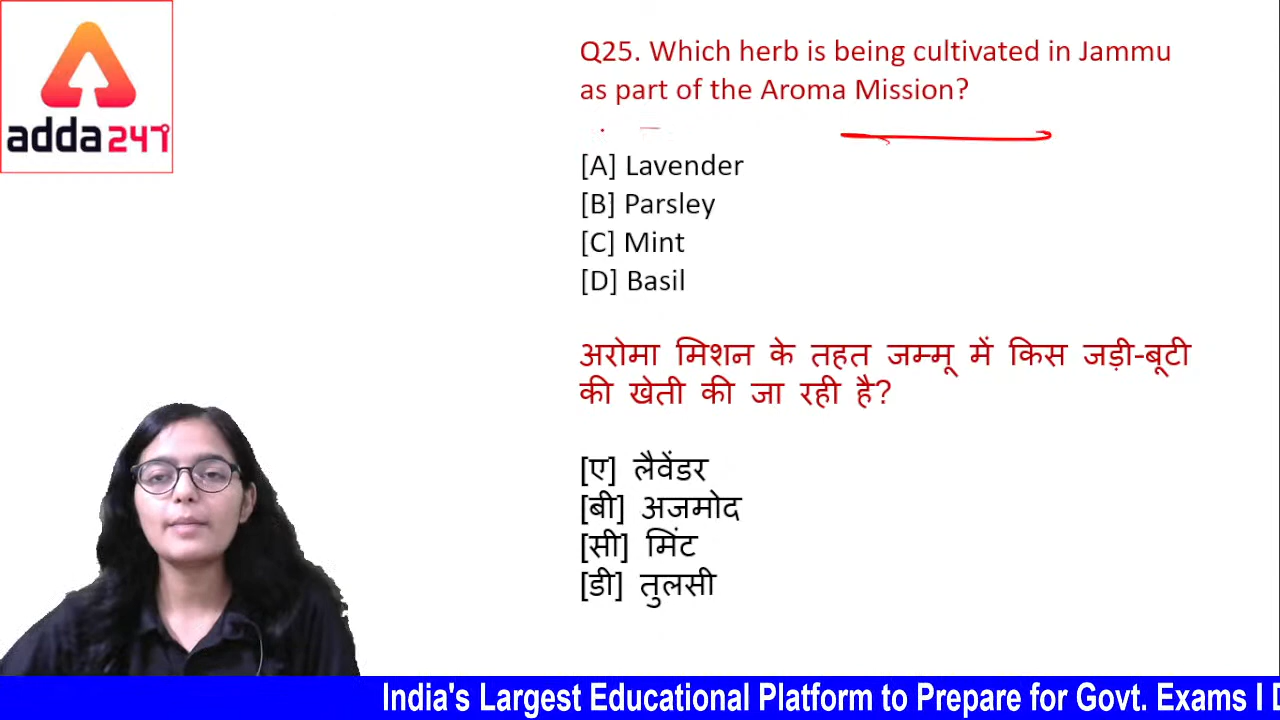 adda247
Q25. Which herb is being cultivated in Jammu
as part of the Aroma Mission?
[A] Lavender
[B] Parsley
[C] Mint
[D] Basil
अरोमा मिशन के तहत जम्मू में किस जड़ी-बूटी
की खेती की जा रही है?
[ए] लैवेंडर
[बी] अजमोद
[सी] मिंट
[डी] तुलसी
India's Largest Educational Platform to Prepare for Govt. Exams I D